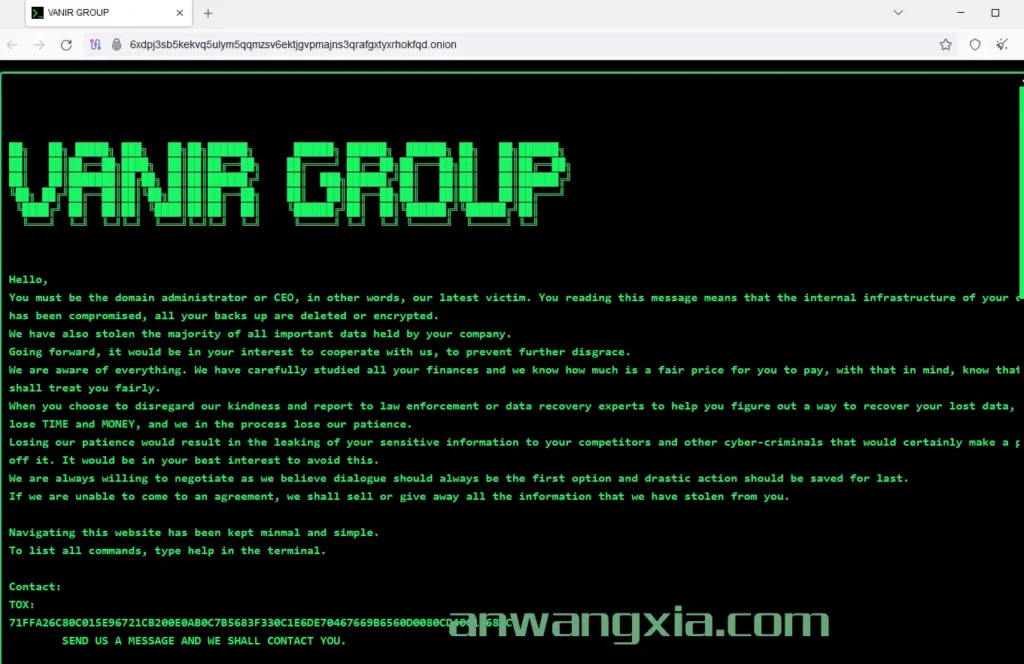 VANIR GROUP
6xdpj3sb5kekvq5ulym5qqmzsv6ektjgvpmajns3qrafgxtyxrhokfqd.onion
VANIR GROUP
Hello,
You must be the domain administrator or CEO, in other words, our latest victim. You reading this message means that the internal infrastructure of your
has been compromised, all your backs up are deleted or encrypted.
We have also stolen the majority of all important data held by your company.
Going forward, it would be in your interest to cooperate with us, to prevent further disgrace.
We are aware of everything. We have carefully studied all your finances and we know how much is a fair price for you to pay, with that in mind, know that
shall treat you fairly.
When you choose to disregard our kindness and report to law enforcement or data recovery experts to help you figure out a way to recover your lost data,
lose TIME and MONEY, and we in the process lose our patience.
Losing our patience would result in the leaking of your sensitive information to your competitors and other cyber-criminals that would certainly make a
off it. It would be in your best interest to avoid this.
We are always willing to negotiate as we believe dialogue should always be the first option and drastic action should be saved for last.
If we are unable to come to an agreement, we shall sell or give away all the information that we have stolen from you.
Navigating this website has been kept minmal and simple.
To list all commands, type help in the terminal.
Contact:
TOX:
SEND US A MESSAGE AND WE SHALL CONTACT YOU.
anwangxia.com